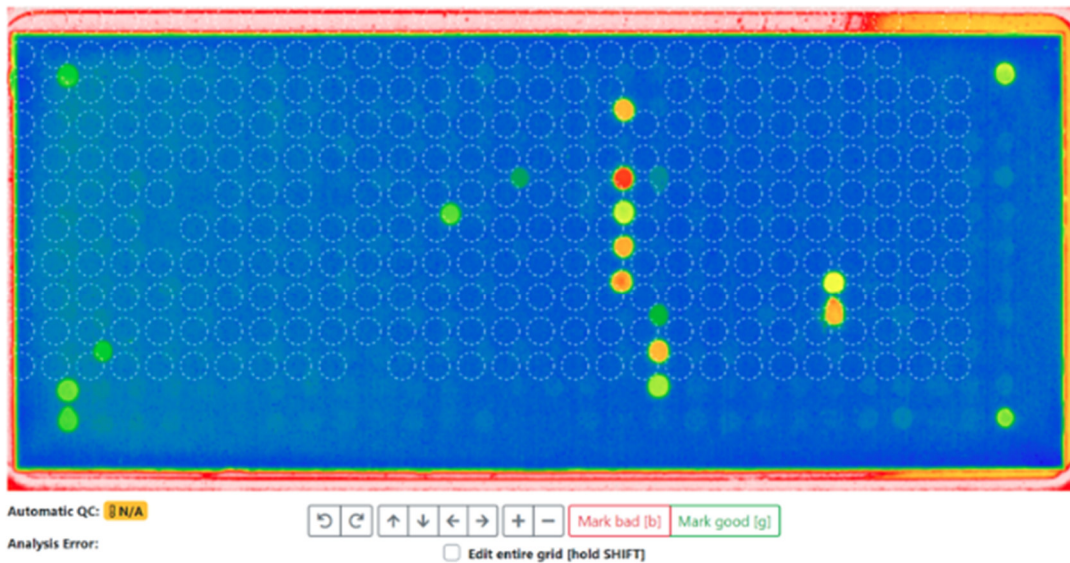 Automatic QC: N/A
Mark bad [b] Mark good [g]
Analysis Error:
Edit entire grid [hold SHIFT]